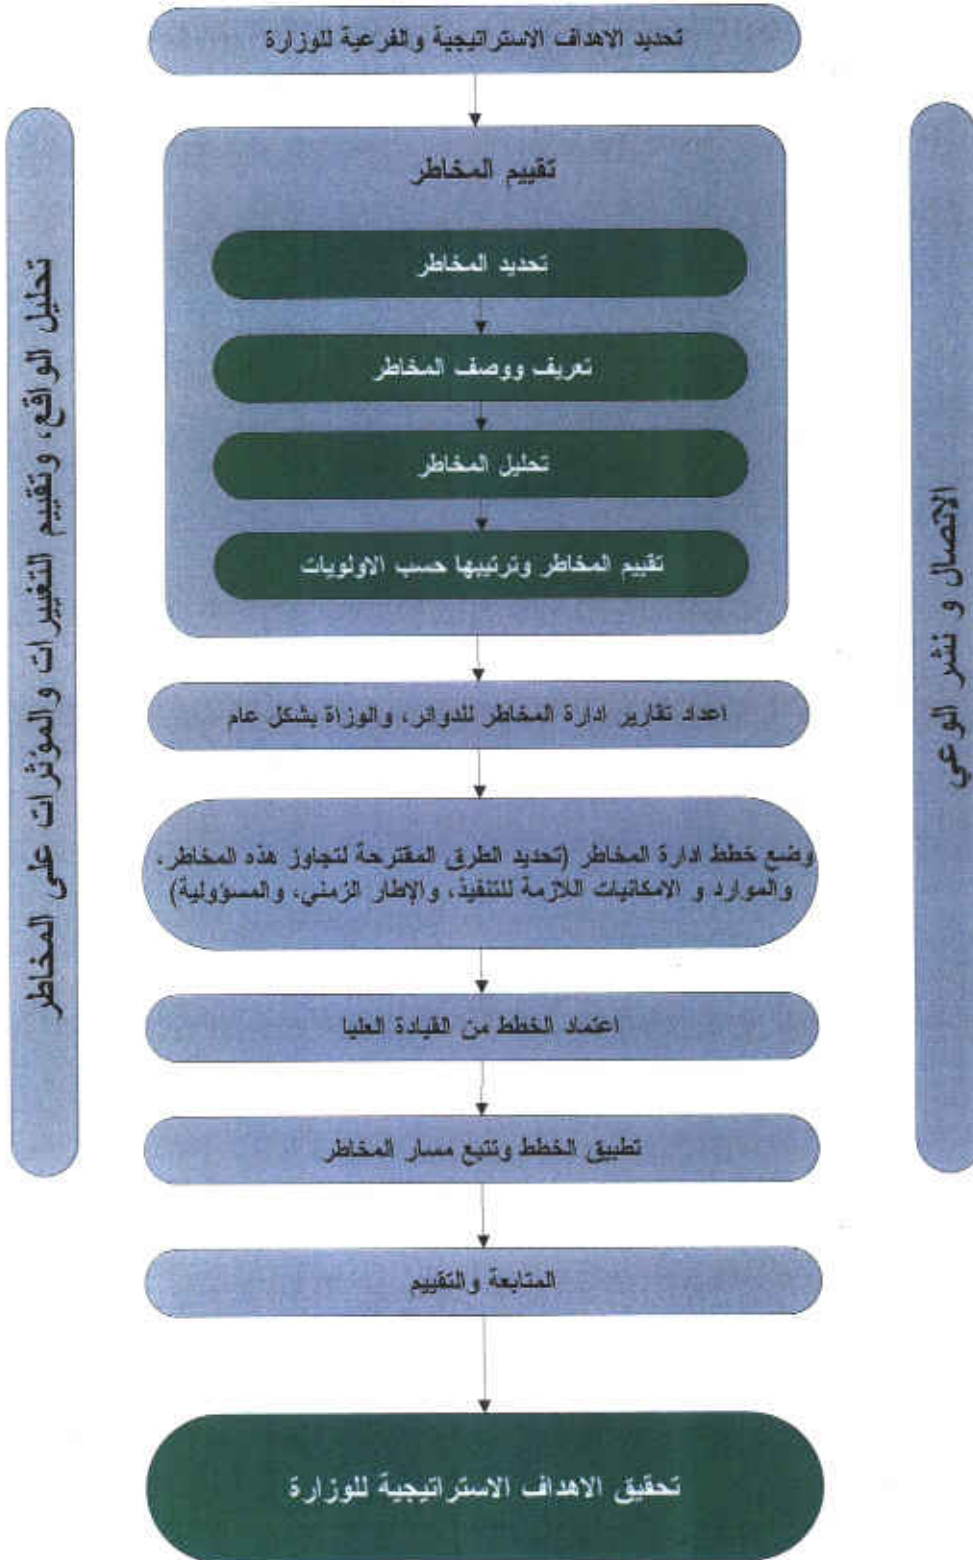 تحديد الاهداف الاستراتيجية والفرعية للوزارة
تقييم المخاطر
تحديد المخاطر
تعريف ووصف المخاطر
تحليل المخاطر
تقييم المخاطر وترتيبها حسب الاولويات
اعداد تقارير ادارة المخاطر للدوائر، والوزاة بشكل عام
وضع خطط ادارة المخاطر (تحديد الطرق المقترحة لتجاوز هذه المخاطر،
والموارد و الامكانيات اللازمة للتنفيذ، والإطار الزمني، والمسؤولية)
اعتماد الخطط من القيادة العليا
تطبيق الخطط وتتبع مسار المخاطر
المتابعة والتقييم
تحقيق الاهداف الاستراتيجية للوزارة
الاتصال و نشر الوعي
تحليل الواقع، وتقييم التغييرات والمؤثرات على المخاطر